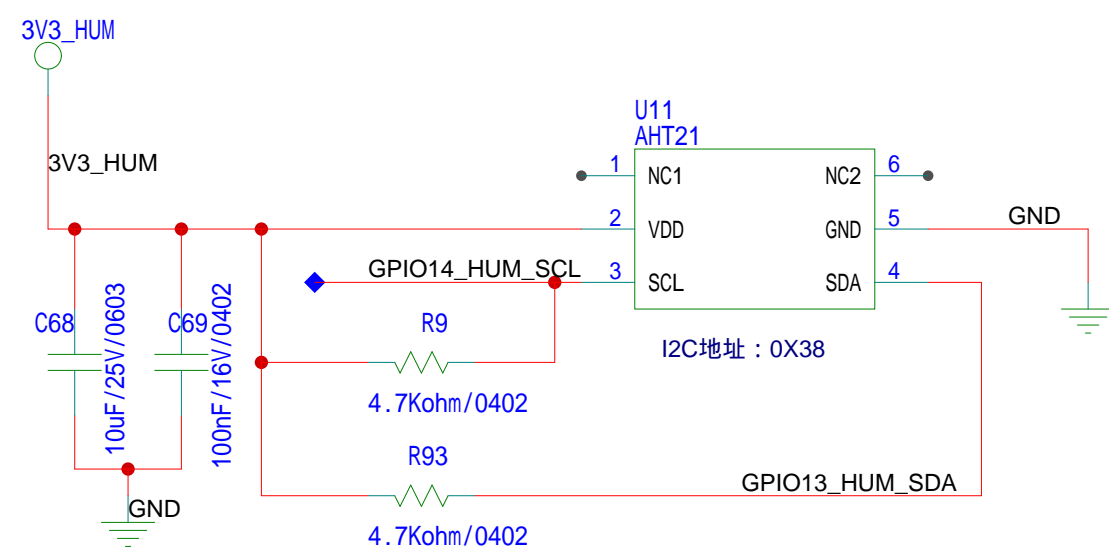 3V3_HUM
3V3_HUM
U11
AHT21
1
NC1
NC2
6
2
VDD
GND
5
GND
GPIO14_HUM_SCL
3
SCL
SDA
4
C68
10uF/25V/0603
C69
100nF/16V/0402
R9
4.7Kohm/0402
I2C地址：0X38
R93
4.7Kohm/0402
GPIO13_HUM_SDA
GND